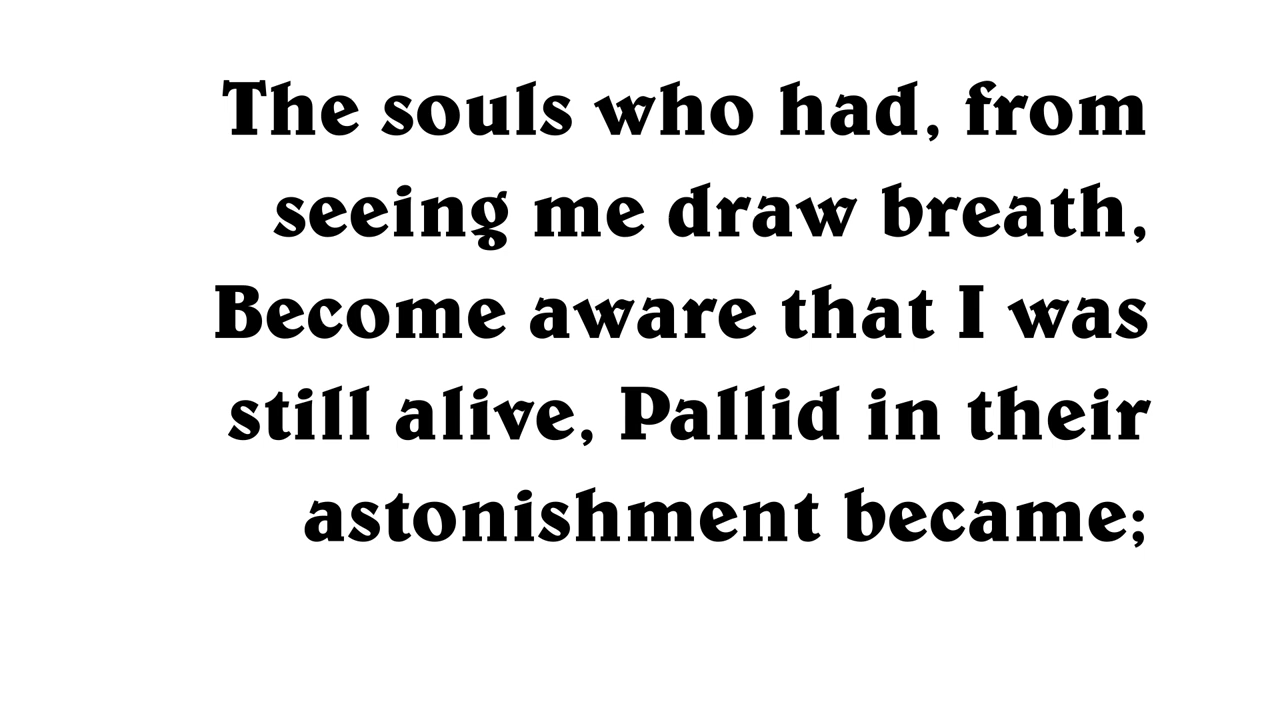 The souls who had, from
seeing me draw breath,
Become aware that I was
still alive, Pallid in their
astonishment became;